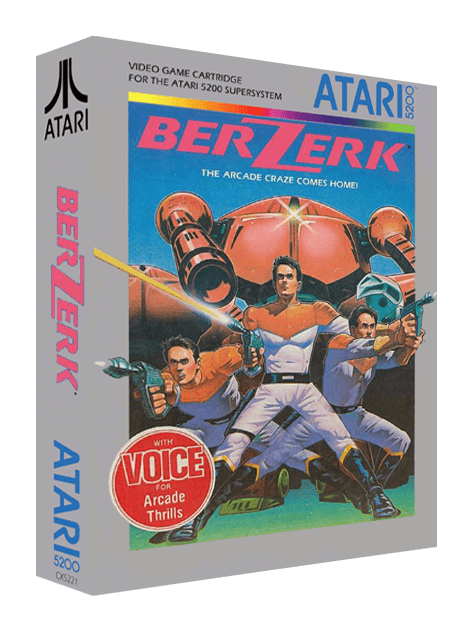 VIDEO GAME CARTRIDGE
FOR THE ATARI 5200 SUPERSYSTEM
ATARI 5200
BERZERK
THE ARCADE CRAZE COMES HOME!
WITH
VOICE
FOR
Arcade
Thrills
ATARI
BERZERK
ATARI
5200
CX5221